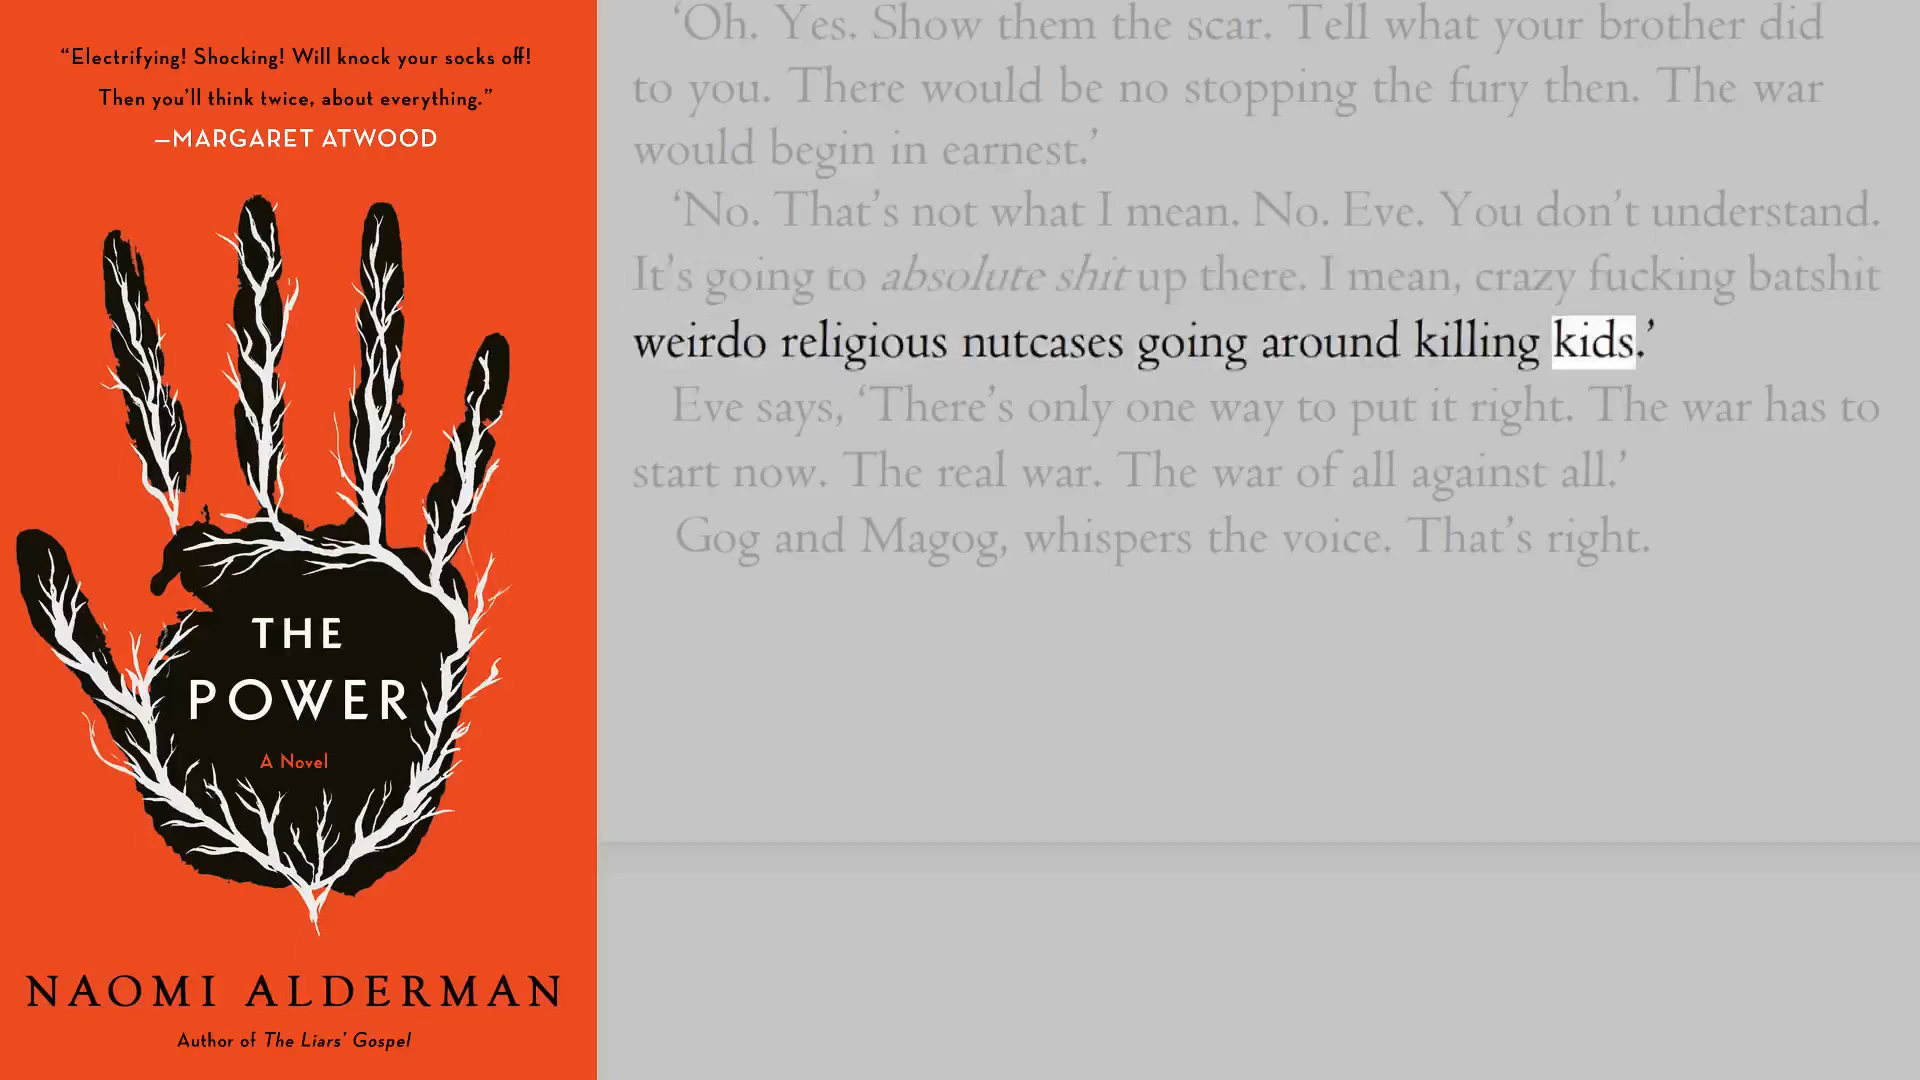 “Electrifying! Shocking! Will knock your socks off!
Then you’ll think twice, about everything.”
—MARGARET ATWOOD
THE
POWER
A Novel
NAOMI ALDERMAN
Author of The Liars’ Gospel
‘Oh. Yes. Show them the scar. Tell what your brother did
to you. There would be no stopping the fury then. The war
would begin in earnest.’
‘No. That’s not what I mean. No. Eve. You don’t understand.
It’s going to absolute shit up there. I mean, crazy fucking batshit
weirdo religious nutcases going around killing kids.’
Eve says, ‘There’s only one way to put it right. The war has to
start now. The real war. The war of all against all.’
Gog and Magog, whispers the voice. That’s right.